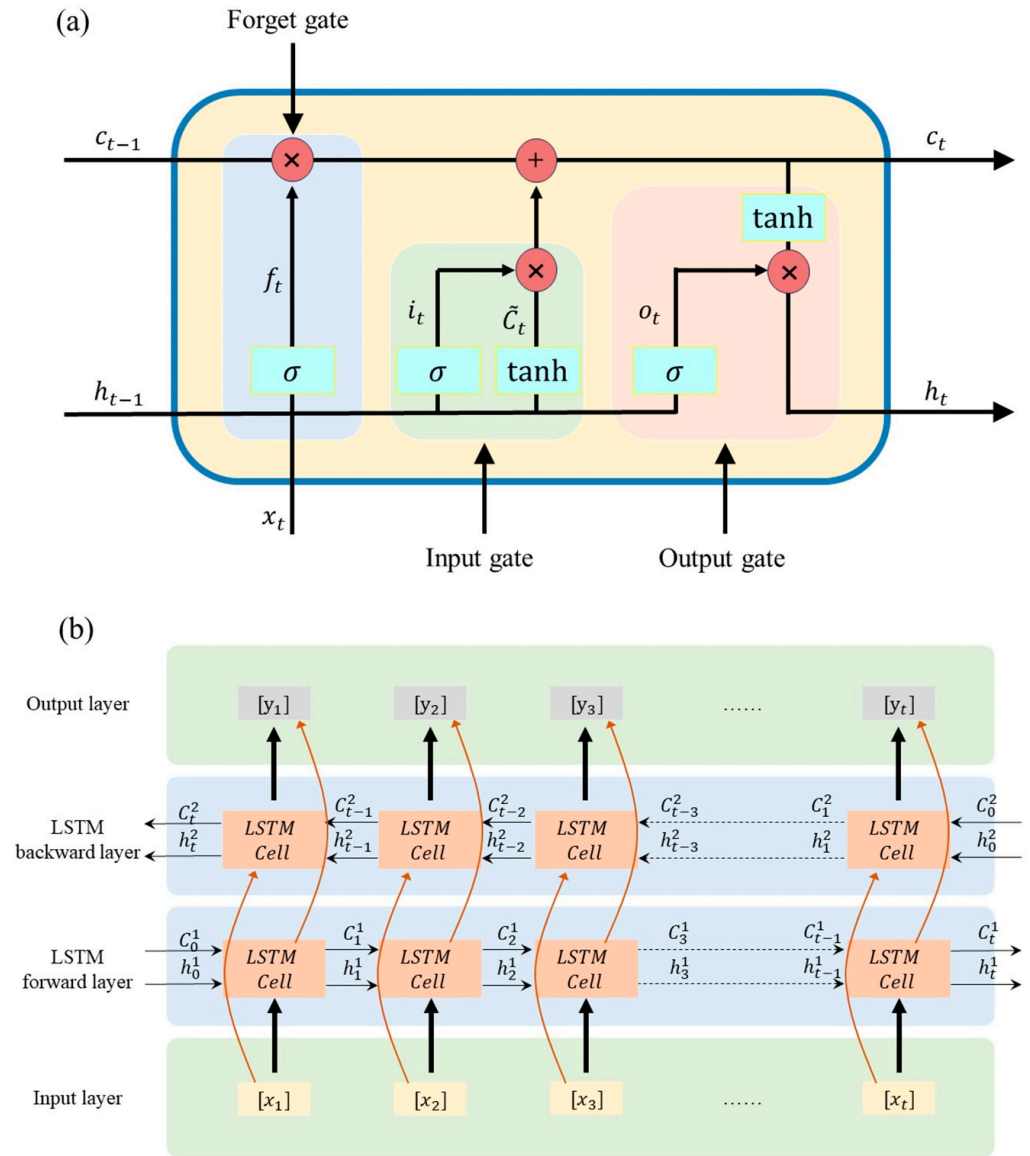 (a)
Forget gate
c_{t−1}
c_t
×
+
tanh
f_t
×
×
i_t
C̃_t
o_t
σ
σ
tanh
σ
h_{t−1}
h_t
x_t
Input gate
Output gate
(b)
Output layer
[y_1]
[y_2]
[y_3]
......
[y_t]
C_t^2
C_{t−1}^2
C_{t−2}^2
C_{t−3}^2
C_1^2
C_0^2
LSTM
backward layer
LSTM
Cell
LSTM
Cell
LSTM
Cell
LSTM
Cell
h_t^2
h_{t−1}^2
h_{t−2}^2
h_{t−3}^2
h_1^2
h_0^2
C_0^1
C_1^1
C_2^1
C_3^1
C_{t−1}^1
C_t^1
LSTM
forward layer
LSTM
Cell
LSTM
Cell
LSTM
Cell
LSTM
Cell
h_0^1
h_1^1
h_2^1
h_3^1
h_{t−1}^1
h_t^1
Input layer
[x_1]
[x_2]
[x_3]
......
[x_t]